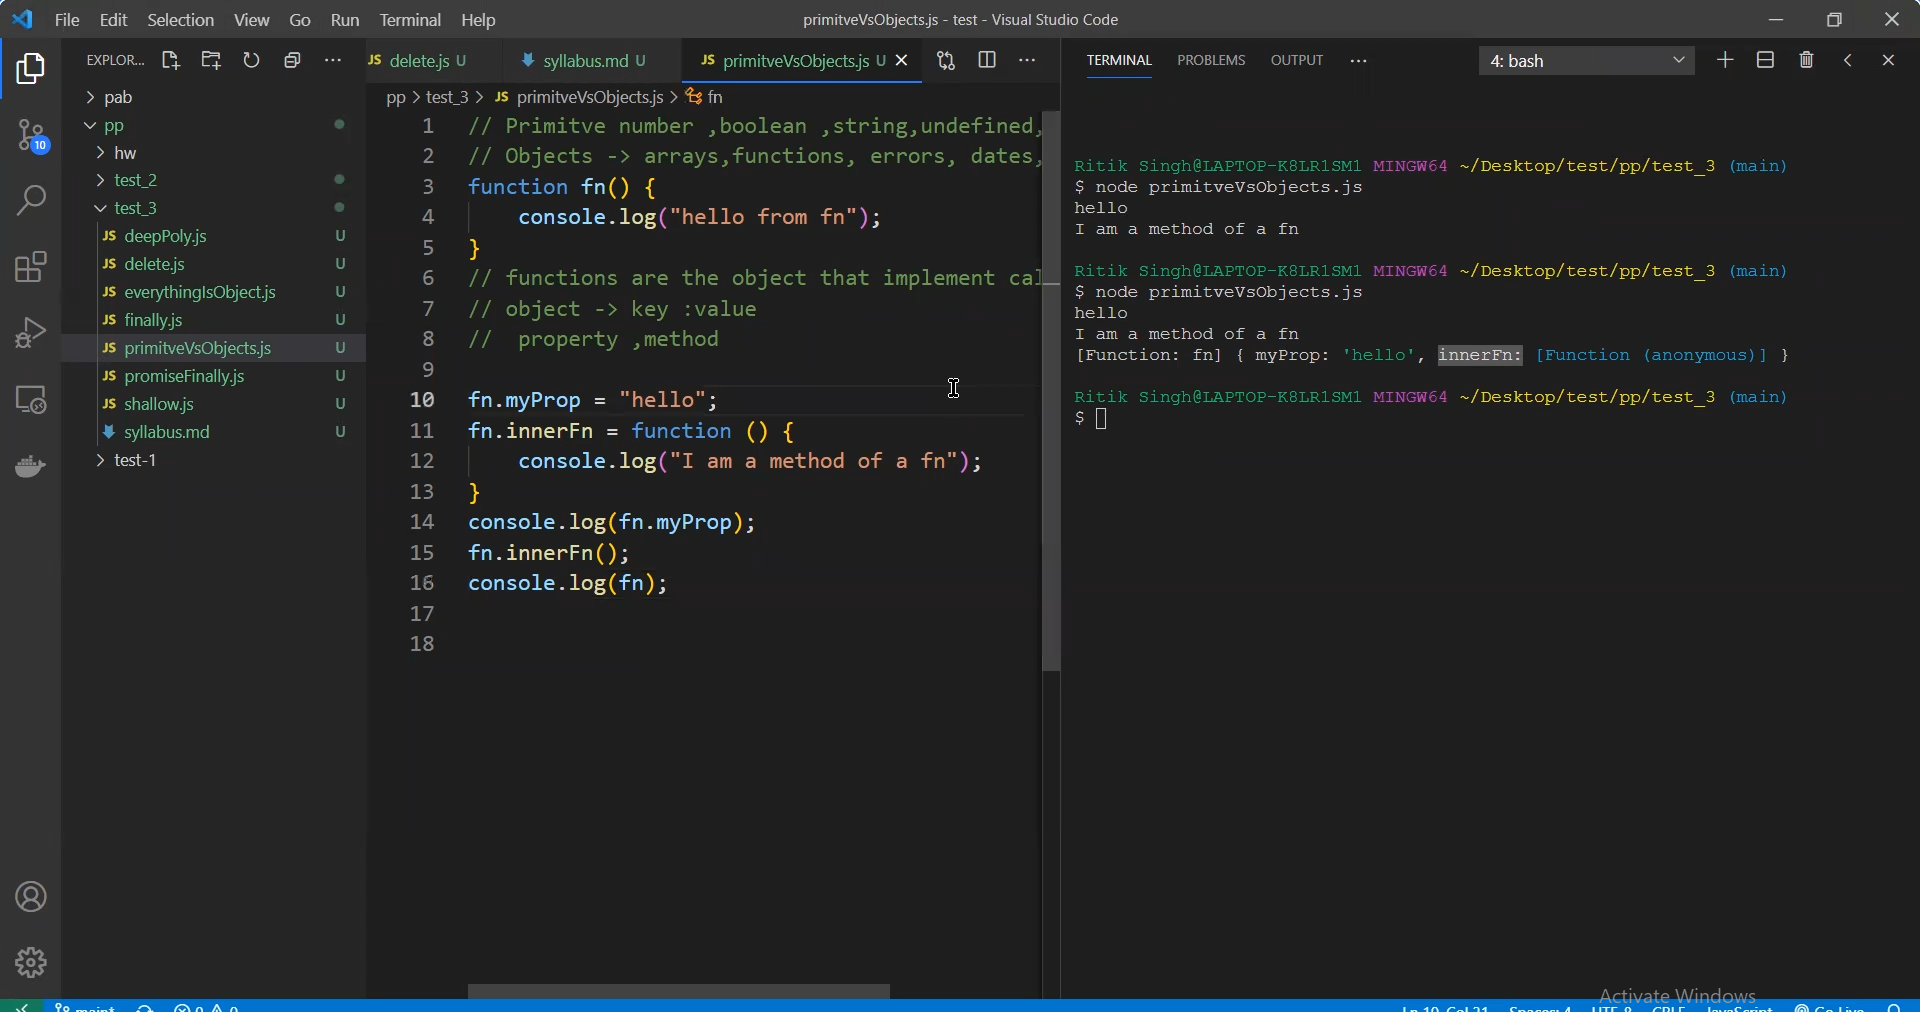 File Edit Selection View Go Run Terminal Help
primitveVsObjects.js - test - Visual Studio Code
EXPLOR...
10
pab
pp
hw
test_2
test_3
JS deepPoly.js U
JS delete.js U
JS everythingIsObject.js U
JS finally.js U
JS primitveVsObjects.js U
JS promiseFinally.js U
JS shallow.js U
syllabus.md U
test-1
JS delete.js U
syllabus.md U
JS primitveVsObjects.js U
pp > test_3 > JS primitveVsObjects.js > fn
1 // Primitve number ,boolean ,string,undefined,
2 // Objects -> arrays,functions, errors, dates,
3 function fn() {
4 console.log("hello from fn");
5 }
6 // functions are the object that implement cal
7 // object -> key :value
8 // property ,method
9
10 fn.myProp = "hello";
11 fn.innerFn = function () {
12 console.log("I am a method of a fn");
13 }
14 console.log(fn.myProp);
15 fn.innerFn();
16 console.log(fn);
17
18
TERMINAL PROBLEMS OUTPUT
4: bash
Ritik Singh@LAPTOP-K8LR1SM1 MINGW64 ~/Desktop/test/pp/test_3 (main)
$ node primitveVsObjects.js
hello
I am a method of a fn
Ritik Singh@LAPTOP-K8LR1SM1 MINGW64 ~/Desktop/test/pp/test_3 (main)
$ node primitveVsObjects.js
hello
I am a method of a fn
[Function: fn] { myProp: 'hello', innerFn: [Function (anonymous)] }
Ritik Singh@LAPTOP-K8LR1SM1 MINGW64 ~/Desktop/test/pp/test_3 (main)
$
Activate Windows
Spaces: 4 UTF-8 CRLF JavaScript Go Live